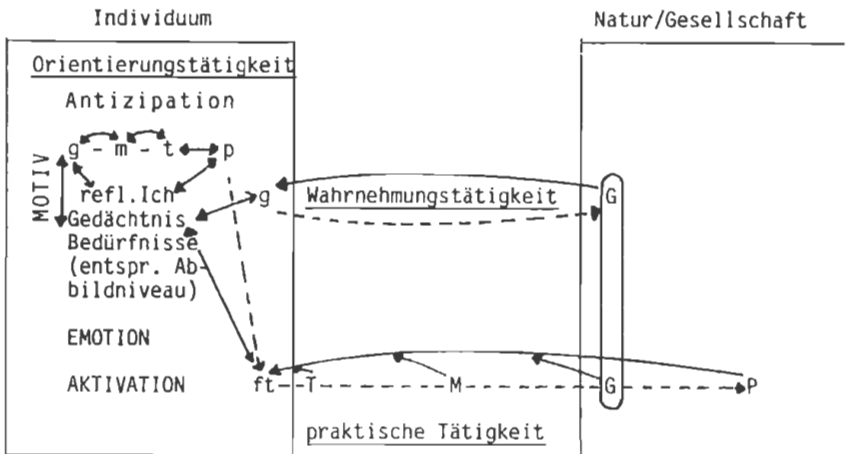 Individuum Natur/Gesellschaft
Orientierungstätigkeit
Antizipation
g - m - t p
MOTIV
refl.Ich g Wahrnehmungstätigkeit G
Gedächtnis
Bedürfnisse
(entspr. Ab-
bildniveau)
EMOTION
AKTIVATION ft T M G P
praktische Tätigkeit